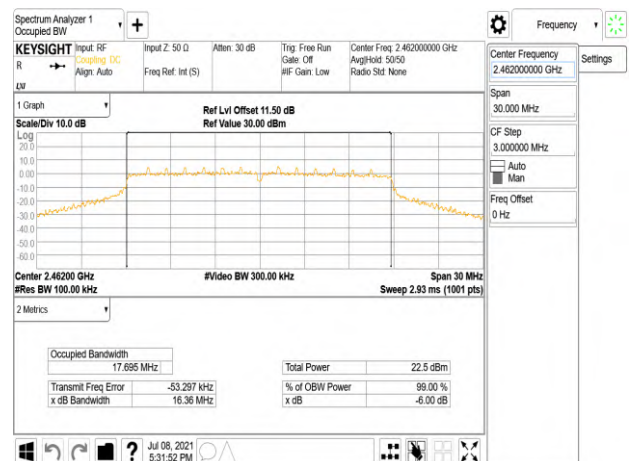 Spectrum Analyzer 1
Occupied BW
Frequency
KEYSIGHT
R
LXI
Input: RF
Coupling: DC
Align: Auto
Input Z: 50 Ω
Freq Ref: Int (S)
Atten: 30 dB
Trig: Free Run
Gate: Off
#IF Gain: Low
Center Freq: 2.462000000 GHz
Avg|Hold: 50/50
Radio Std: None
Center Frequency
2.462000000 GHz
Settings
Span
30.000 MHz
CF Step
3.000000 MHz
Auto
Man
Freq Offset
0 Hz
1 Graph
Scale/Div 10.0 dB
Ref Lvl Offset 11.50 dB
Ref Value 30.00 dBm
Log
20.0
10.0
0.00
-10.0
-20.0
-30.0
-40.0
-50.0
-60.0
Center 2.46200 GHz
#Video BW 300.00 kHz
Span 30 MHz
#Res BW 100.00 kHz
Sweep 2.93 ms (1001 pts)
2 Metrics
Occupied Bandwidth
17.695 MHz
Total Power 22.5 dBm
Transmit Freq Error -53.297 kHz
% of OBW Power 99.00 %
x dB Bandwidth 16.36 MHz
x dB -6.00 dB
?
Jul 08, 2021
5:31:52 PM